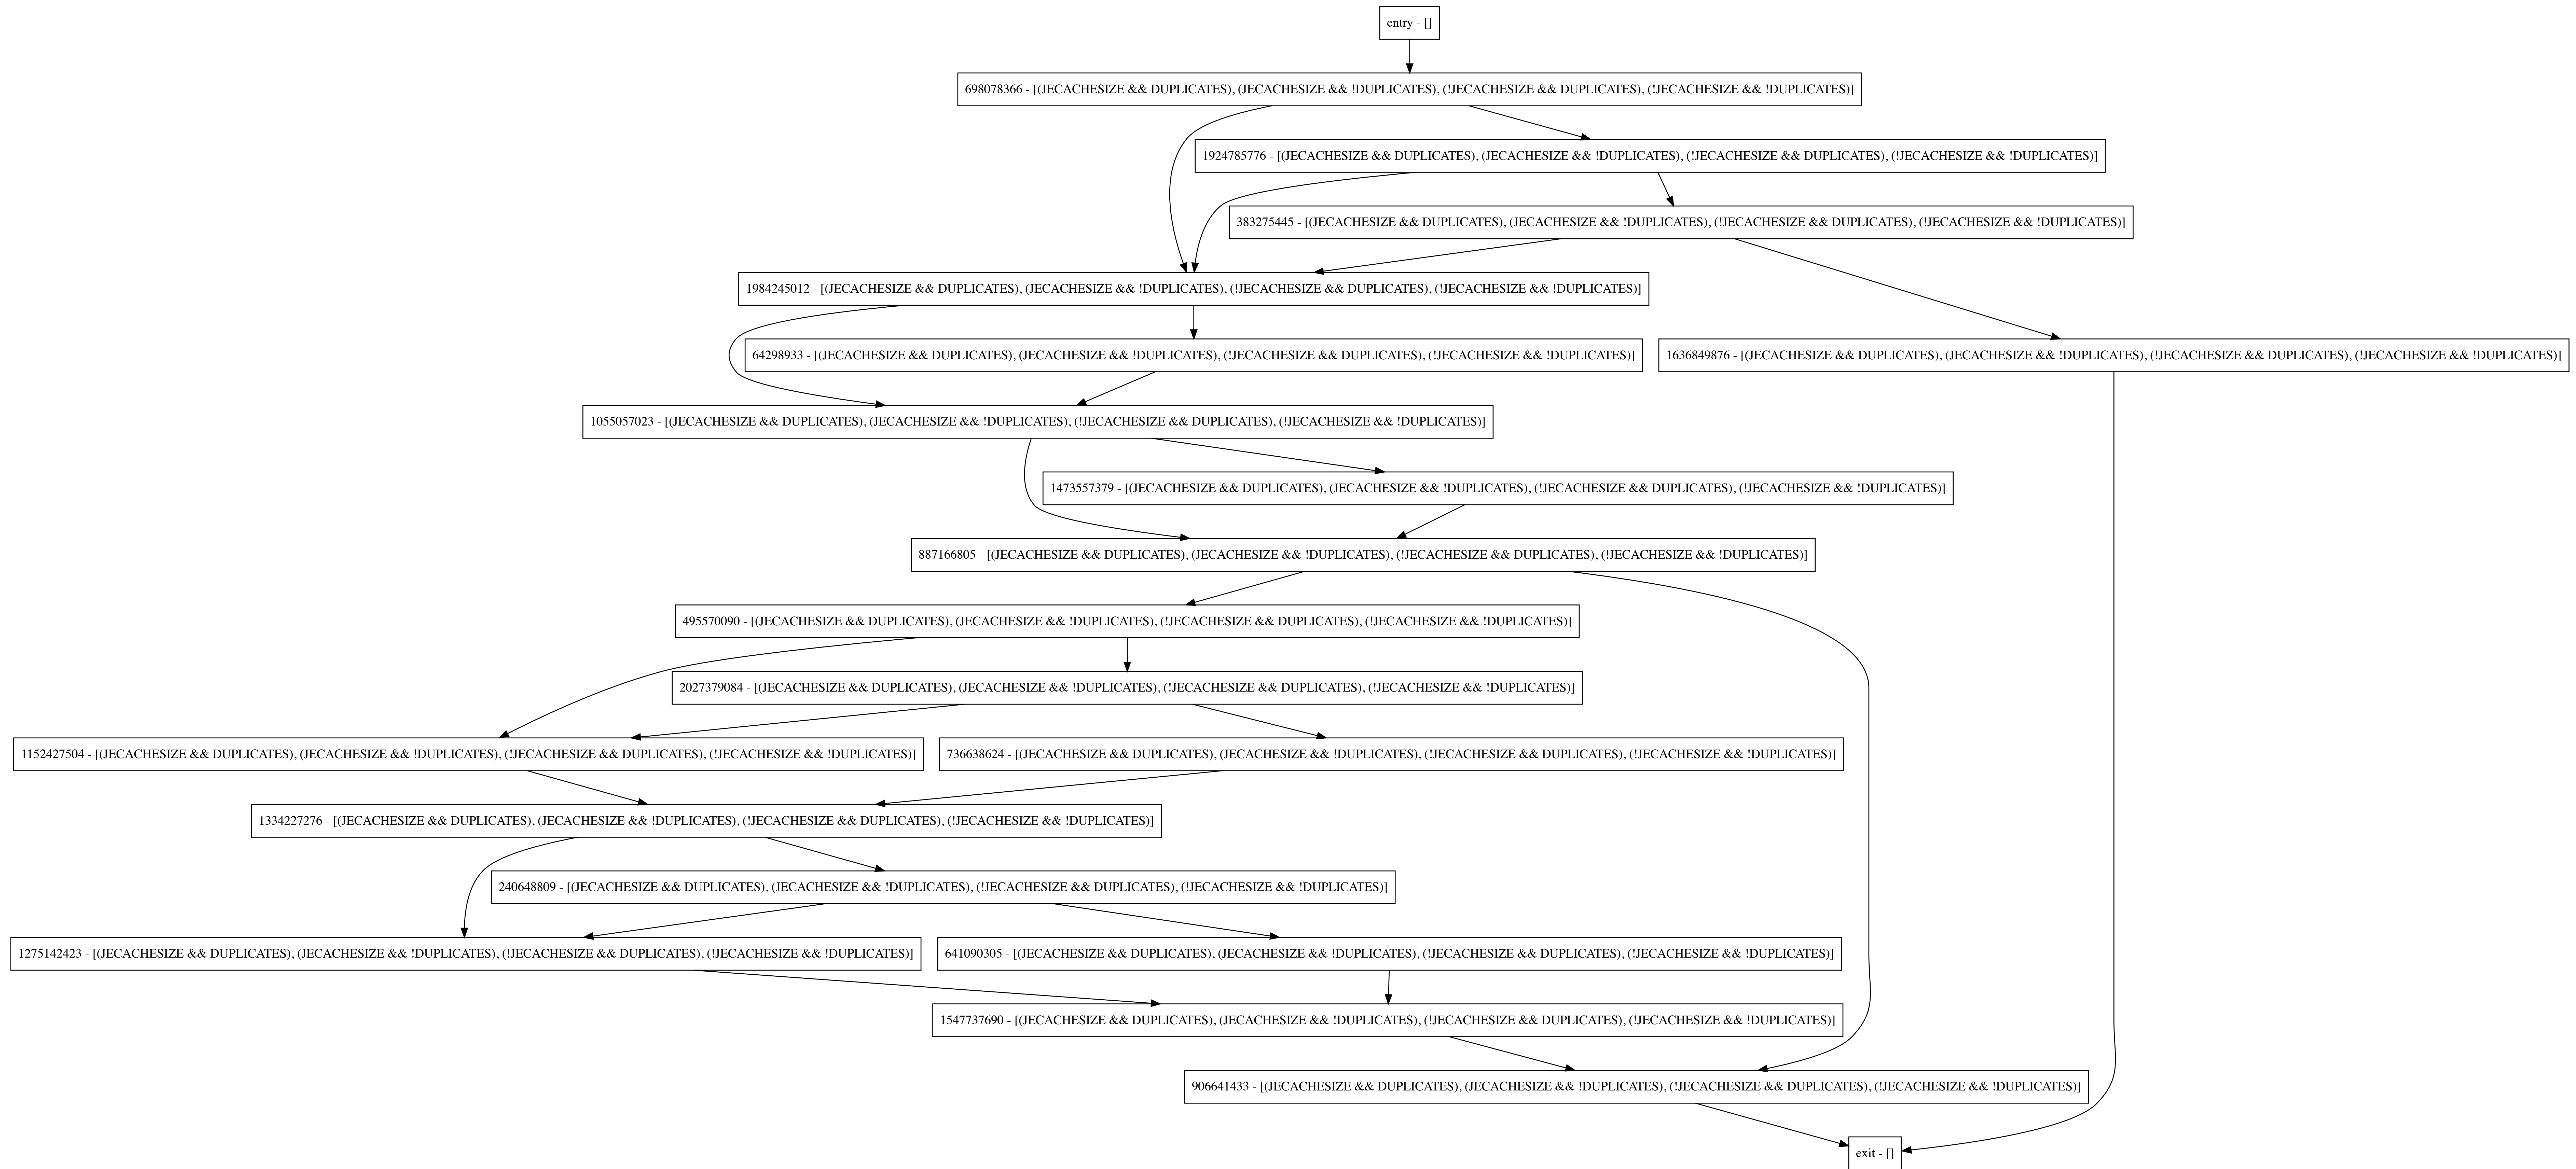 entry - []
698078366 - [(JECACHESIZE && DUPLICATES), (JECACHESIZE && !DUPLICATES), (!JECACHESIZE && DUPLICATES), (!JECACHESIZE && !DUPLICATES)]
1924785776 - [(JECACHESIZE && DUPLICATES), (JECACHESIZE && !DUPLICATES), (!JECACHESIZE && DUPLICATES), (!JECACHESIZE && !DUPLICATES)]
383275445 - [(JECACHESIZE && DUPLICATES), (JECACHESIZE && !DUPLICATES), (!JECACHESIZE && DUPLICATES), (!JECACHESIZE && !DUPLICATES)]
1984245012 - [(JECACHESIZE && DUPLICATES), (JECACHESIZE && !DUPLICATES), (!JECACHESIZE && DUPLICATES), (!JECACHESIZE && !DUPLICATES)]
64298933 - [(JECACHESIZE && DUPLICATES), (JECACHESIZE && !DUPLICATES), (!JECACHESIZE && DUPLICATES), (!JECACHESIZE && !DUPLICATES)]
1636849876 - [(JECACHESIZE && DUPLICATES), (JECACHESIZE && !DUPLICATES), (!JECACHESIZE && DUPLICATES), (!JECACHESIZE && !DUPLICATES)]
1055057023 - [(JECACHESIZE && DUPLICATES), (JECACHESIZE && !DUPLICATES), (!JECACHESIZE && DUPLICATES), (!JECACHESIZE && !DUPLICATES)]
1473557379 - [(JECACHESIZE && DUPLICATES), (JECACHESIZE && !DUPLICATES), (!JECACHESIZE && DUPLICATES), (!JECACHESIZE && !DUPLICATES)]
887166805 - [(JECACHESIZE && DUPLICATES), (JECACHESIZE && !DUPLICATES), (!JECACHESIZE && DUPLICATES), (!JECACHESIZE && !DUPLICATES)]
495570090 - [(JECACHESIZE && DUPLICATES), (JECACHESIZE && !DUPLICATES), (!JECACHESIZE && DUPLICATES), (!JECACHESIZE && !DUPLICATES)]
2027379084 - [(JECACHESIZE && DUPLICATES), (JECACHESIZE && !DUPLICATES), (!JECACHESIZE && DUPLICATES), (!JECACHESIZE && !DUPLICATES)]
1152427504 - [(JECACHESIZE && DUPLICATES), (JECACHESIZE && !DUPLICATES), (!JECACHESIZE && DUPLICATES), (!JECACHESIZE && !DUPLICATES)]
736638624 - [(JECACHESIZE && DUPLICATES), (JECACHESIZE && !DUPLICATES), (!JECACHESIZE && DUPLICATES), (!JECACHESIZE && !DUPLICATES)]
1334227276 - [(JECACHESIZE && DUPLICATES), (JECACHESIZE && !DUPLICATES), (!JECACHESIZE && DUPLICATES), (!JECACHESIZE && !DUPLICATES)]
240648809 - [(JECACHESIZE && DUPLICATES), (JECACHESIZE && !DUPLICATES), (!JECACHESIZE && DUPLICATES), (!JECACHESIZE && !DUPLICATES)]
1275142423 - [(JECACHESIZE && DUPLICATES), (JECACHESIZE && !DUPLICATES), (!JECACHESIZE && DUPLICATES), (!JECACHESIZE && !DUPLICATES)]
641090305 - [(JECACHESIZE && DUPLICATES), (JECACHESIZE && !DUPLICATES), (!JECACHESIZE && DUPLICATES), (!JECACHESIZE && !DUPLICATES)]
1547737690 - [(JECACHESIZE && DUPLICATES), (JECACHESIZE && !DUPLICATES), (!JECACHESIZE && DUPLICATES), (!JECACHESIZE && !DUPLICATES)]
906641433 - [(JECACHESIZE && DUPLICATES), (JECACHESIZE && !DUPLICATES), (!JECACHESIZE && DUPLICATES), (!JECACHESIZE && !DUPLICATES)]
exit - []